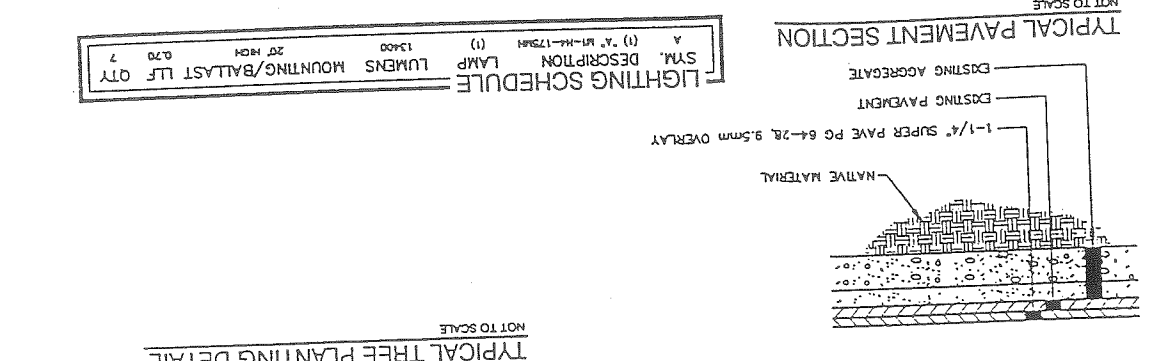 TYPICAL TREE PLANTING DETAIL
NOT TO SCALE
NATIVE MATERIAL
1-1/4" SUPER PAVE PG 64-28, 9.5mm OVERLAY
EXISTING PAVEMENT
EXISTING AGGREGATE
TYPICAL PAVEMENT SECTION
NOT TO SCALE
LIGHTING SCHEDULE
SYM. DESCRIPTION LAMP LUMENS MOUNTING/BALLAST LLF QTY
A (1) "A" M1-H4-175MH (1) 13400 20' HIGH 0.70 7